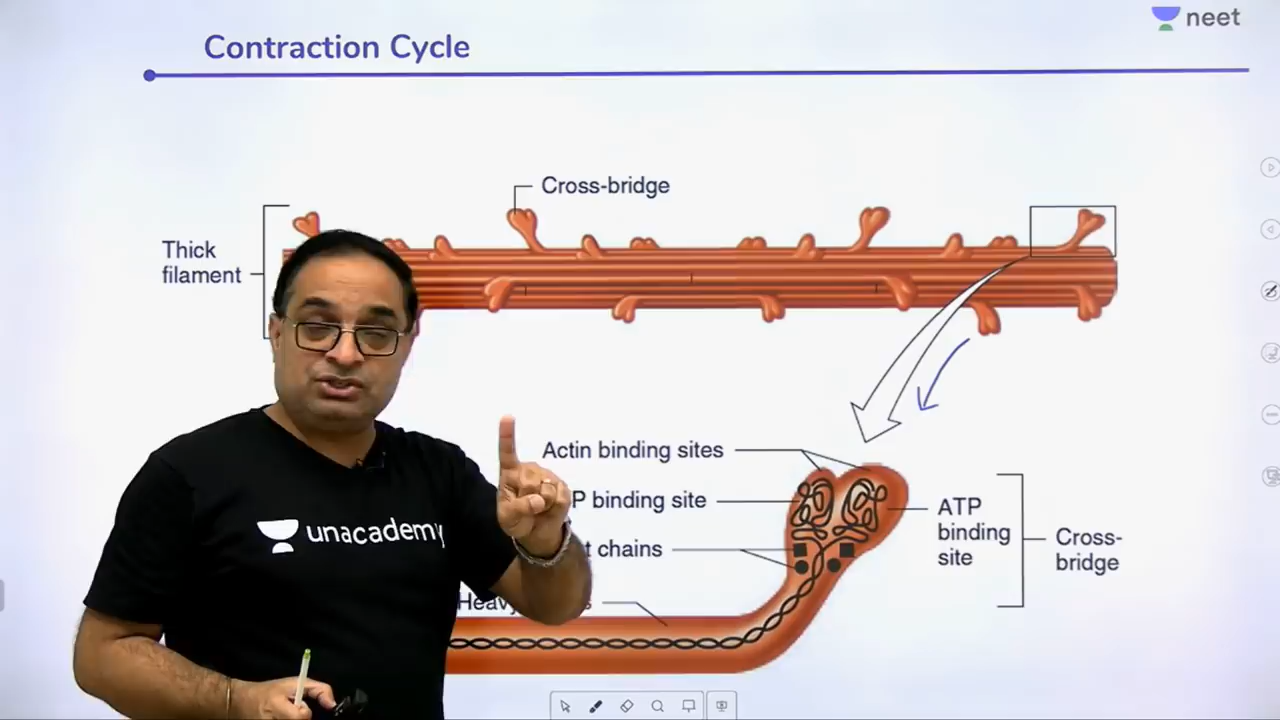 neet
Contraction Cycle
Cross-bridge
Thick
filament
Actin binding sites
binding site
ATP
binding
site
Cross-
bridge
chains
unacademy